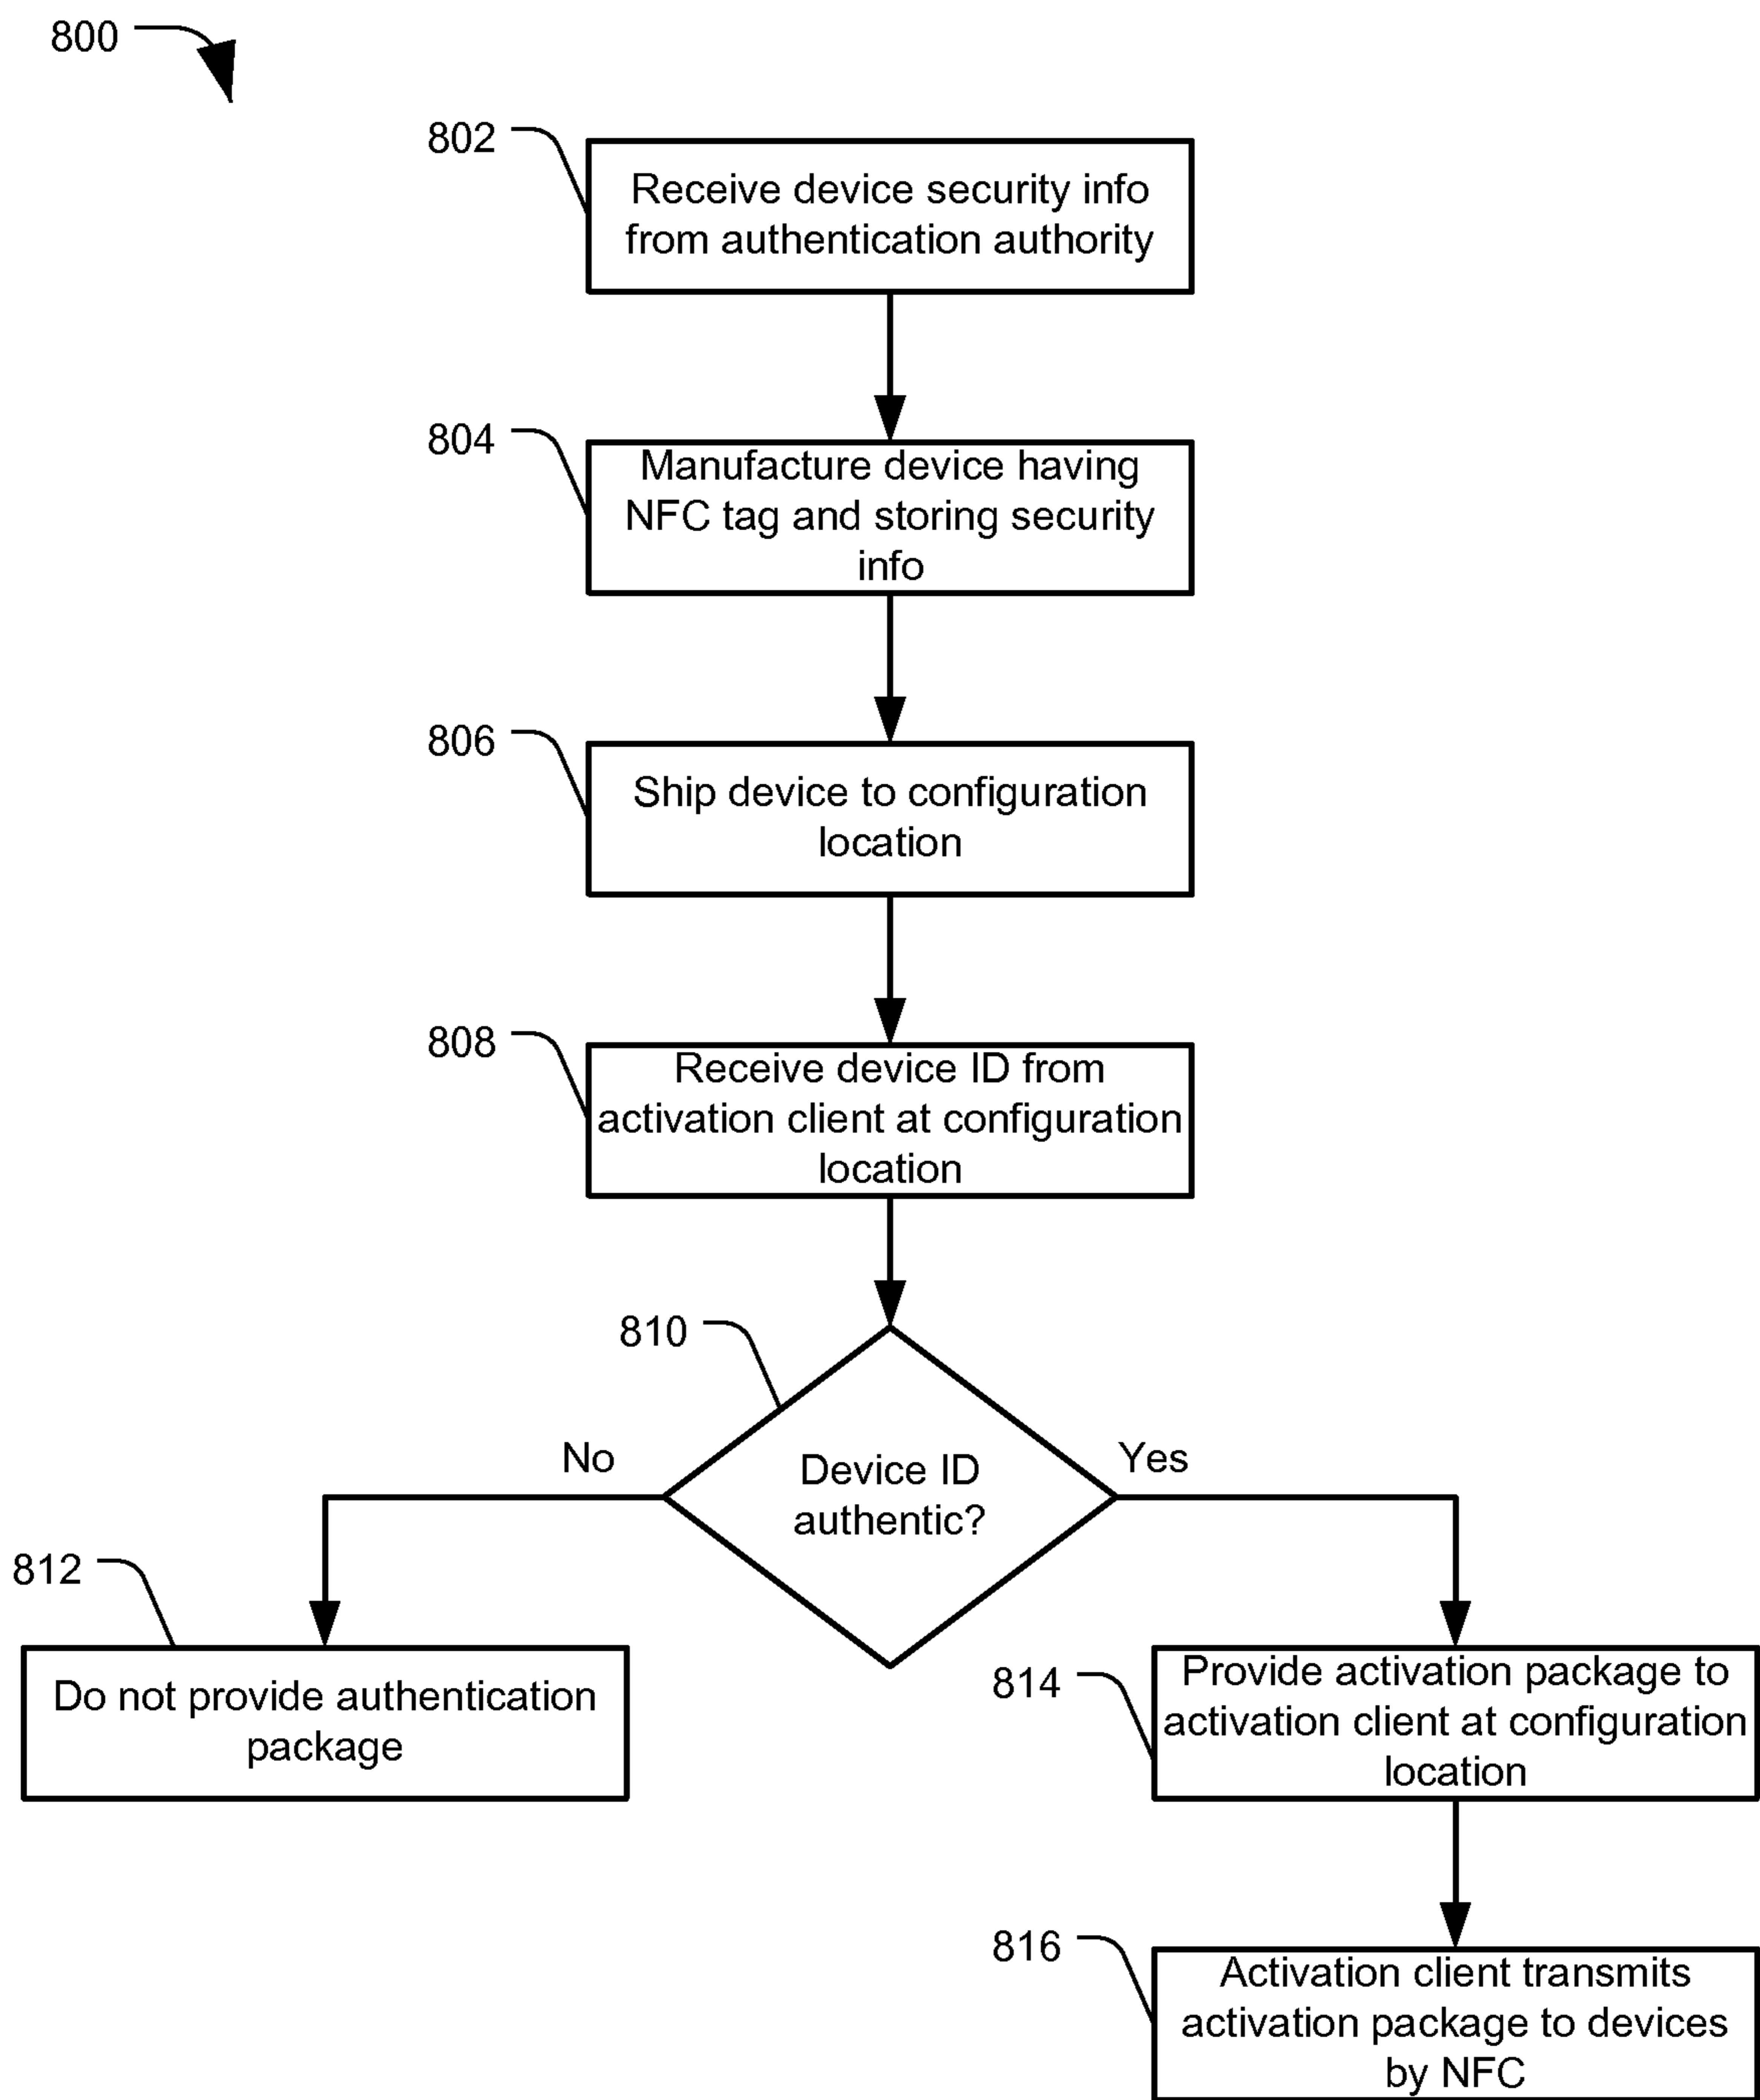 800
802
Receive device security info
from authentication authority
804
Manufacture device having
NFC tag and storing security
info
806
Ship device to configuration
location
808
Receive device ID from
activation client at configuration
location
810
Device ID
authentic?
No
Yes
812
Do not provide authentication
package
814
Provide activation package to
activation client at configuration
location
816
Activation client transmits
activation package to devices
by NFC